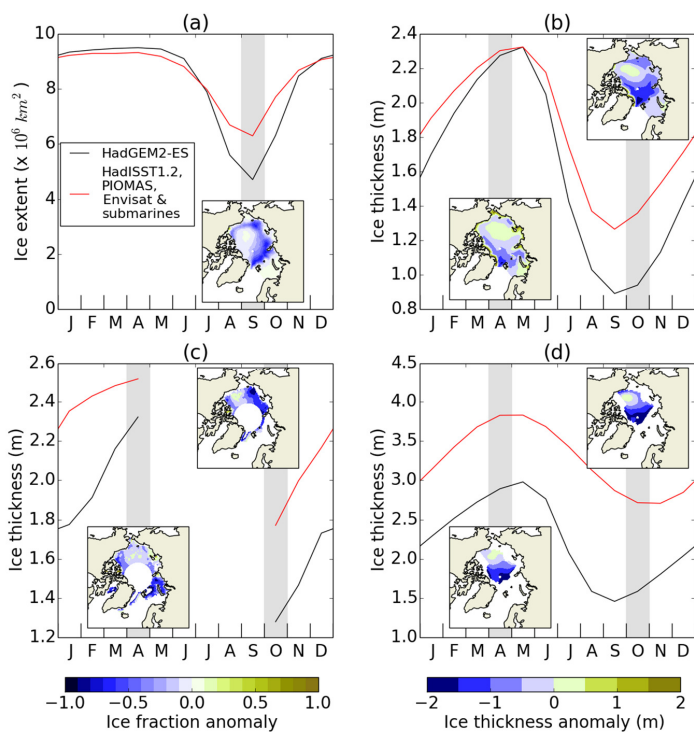 (a)
Ice extent (x 10⁶ km²)
10
8
6
4
2
0
HadGEM2-ES
HadISST1.2,
PIOMAS,
Envisat &
submarines
J F M A M J J A S O N D
(b)
Ice thickness (m)
2.4
2.2
2.0
1.8
1.6
1.4
1.2
1.0
0.8
J F M A M J J A S O N D
(c)
Ice thickness (m)
2.6
2.4
2.2
2.0
1.8
1.6
1.4
1.2
J F M A M J J A S O N D
(d)
Ice thickness (m)
4.5
4.0
3.5
3.0
2.5
2.0
1.5
1.0
J F M A M J J A S O N D
−1.0 −0.5 0.0 0.5 1.0
Ice fraction anomaly
−2 −1 0 1 2
Ice thickness anomaly (m)